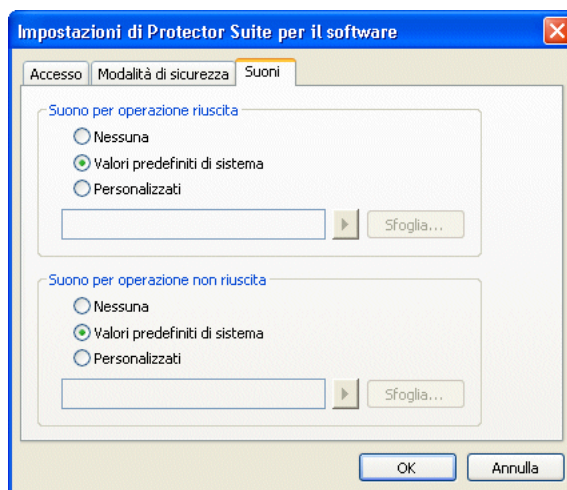 Impostazioni di Protector Suite per il software
Accesso Modalità di sicurezza Suoni
Suono per operazione riuscita
Nessuna
Valori predefiniti di sistema
Personalizzati
Sfoglia...
Suono per operazione non riuscita
Nessuna
Valori predefiniti di sistema
Personalizzati
Sfoglia...
OK Annulla